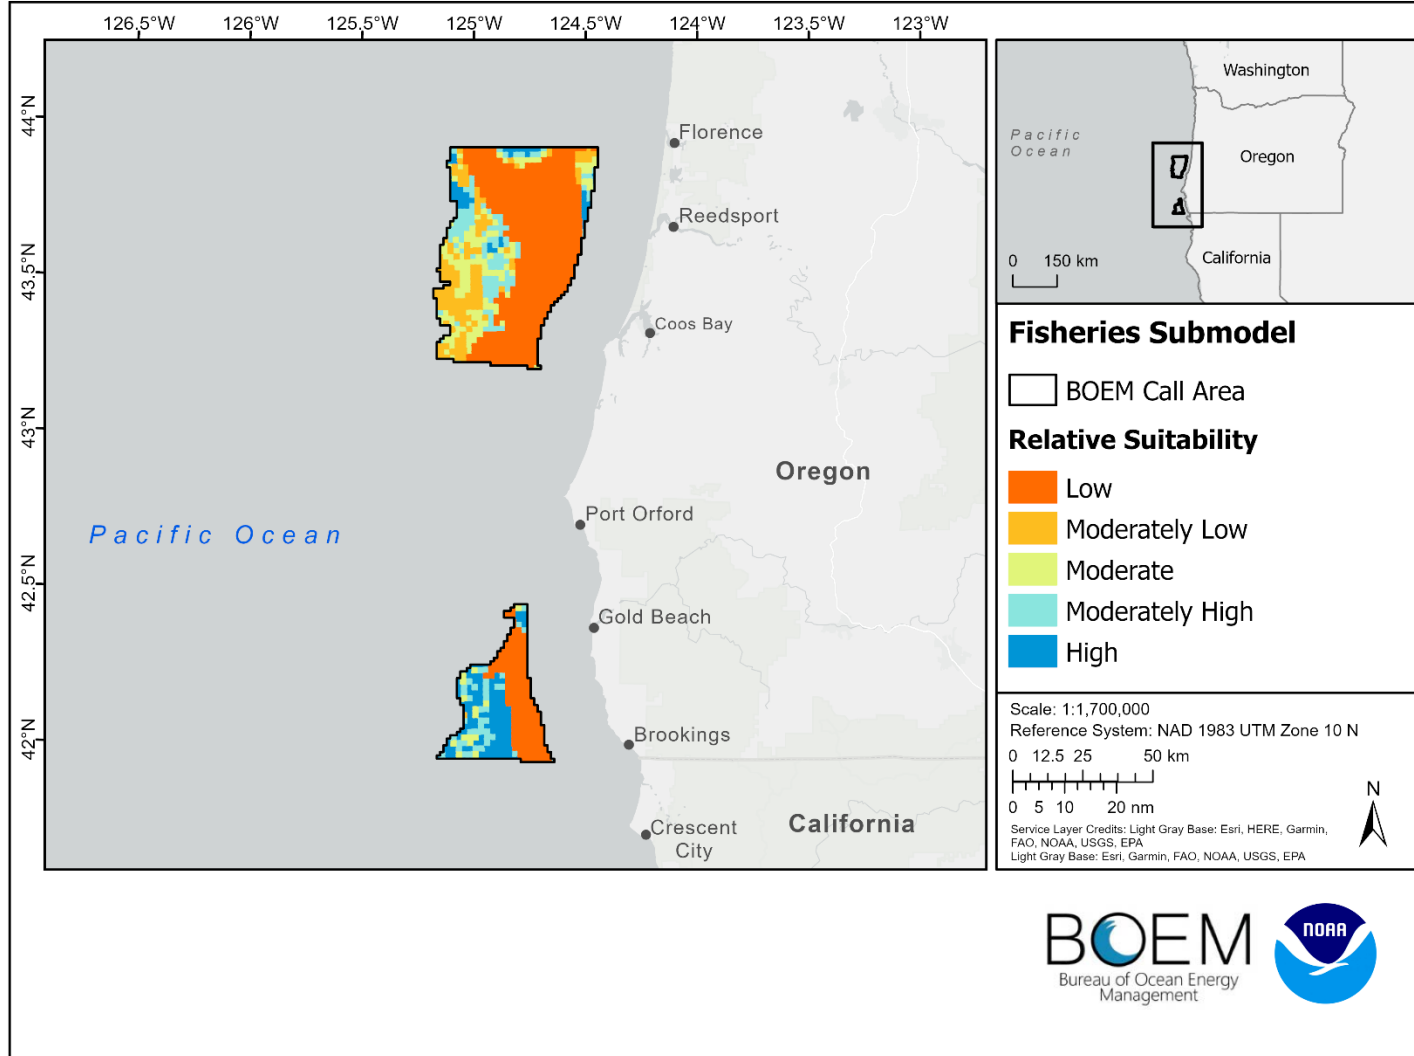 126.5°W 126°W 125.5°W 125°W 124.5°W 124°W 123.5°W 123°W
44°N
43.5°N
43°N
42.5°N
42°N
Florence
Reedsport
Coos Bay
Oregon
Port Orford
Pacific Ocean
Gold Beach
Brookings
California
Crescent
City
Washington
Pacific
Ocean
Oregon
California
0 150 km
Fisheries Submodel
BOEM Call Area
Relative Suitability
Low
Moderately Low
Moderate
Moderately High
High
Scale: 1:1,700,000
Reference System: NAD 1983 UTM Zone 10 N
0 12.5 25 50 km
0 5 10 20 nm
N
Service Layer Credits: Light Gray Base: Esri, HERE, Garmin,
FAO, NOAA, USGS, EPA
Light Gray Base: Esri, Garmin, FAO, NOAA, USGS, EPA
BOEM
Bureau of Ocean Energy
Management
NOAA